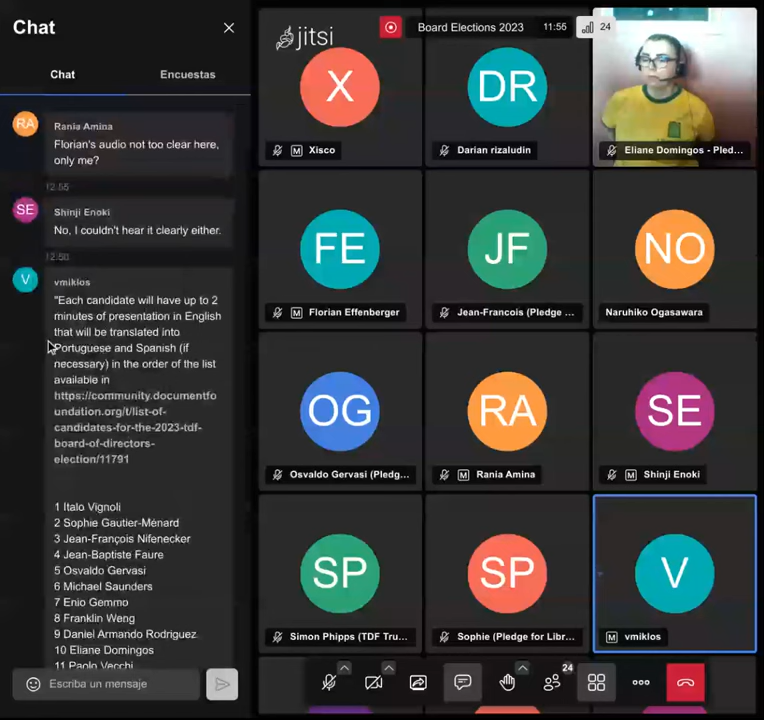 Chat
Chat
Encuestas
RA
Rania Amina
Florian's audio not too clear here,
only me?
12:55
SE
Shinji Enoki
No, I couldn't hear it clearly either.
V
vmiklos
"Each candidate will have up to 2
minutes of presentation in English
that will be translated into
Portuguese and Spanish (if
necessary) in the order of the list
available in
https://community.documentfo
undation.org/t/list-of-
candidates-for-the-2023-tdf-
board-of-directors-
election/11791
1 Italo Vignoli
2 Sophie Gautier-Ménard
3 Jean-François Nifenecker
4 Jean-Baptiste Faure
5 Osvaldo Gervasi
6 Michael Saunders
7 Enio Gemmo
8 Franklin Weng
9 Daniel Armando Rodriguez
10 Eliane Domingos
11 Paolo Vecchi
Escriba un mensaje
jitsi
Board Elections 2023
11:55
24
X
M
Xisco
DR
Darian rizaludin
Eliane Domingos - Pled...
FE
M
Florian Effenberger
JF
Jean-Francois (Pledge ...
NO
Naruhiko Ogasawara
OG
Osvaldo Gervasi (Pledg...
RA
M
Rania Amina
SE
M
Shinji Enoki
SP
Simon Phipps (TDF Tru...
SP
Sophie (Pledge for Libr...
V
M
vmiklos
24